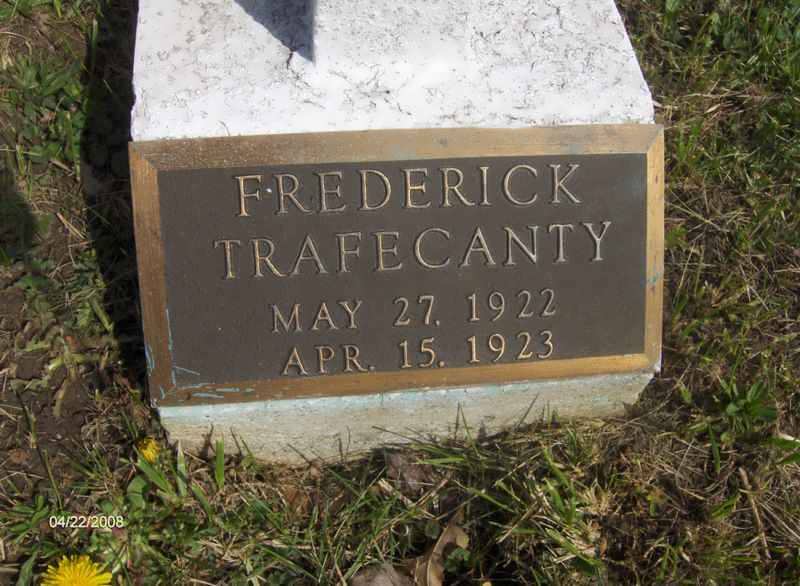 FREDERICK
TRAFECANTY
MAY 27. 1922
APR. 15. 1923
04/22/2008